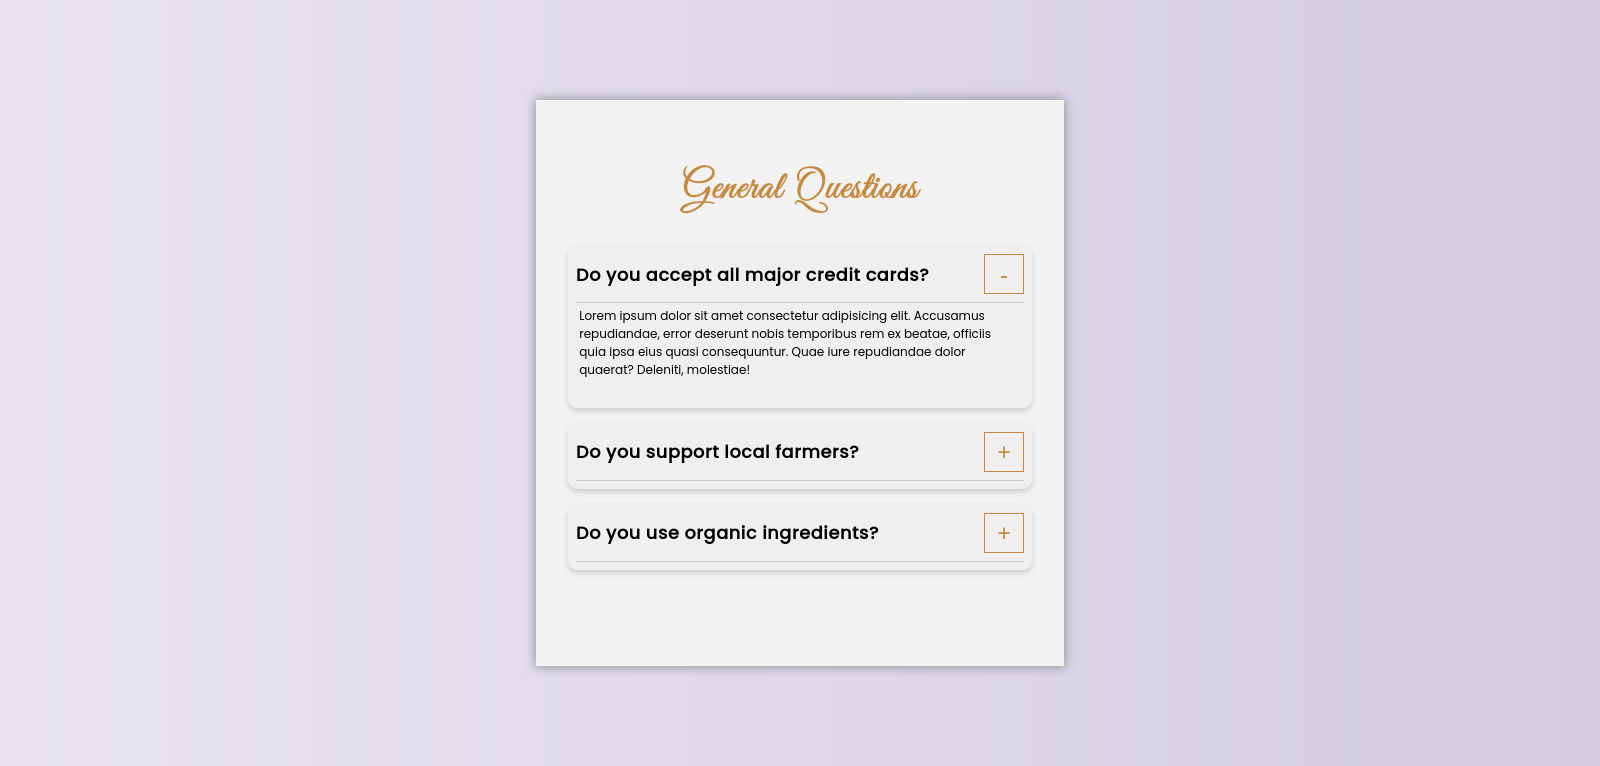 General Questions
Do you accept all major credit cards?
-
Lorem ipsum dolor sit amet consectetur adipisicing elit. Accusamus
repudiandae, error deserunt nobis temporibus rem ex beatae, officiis
quia ipsa eius quasi consequuntur. Quae iure repudiandae dolor
quaerat? Deleniti, molestiae!
Do you support local farmers?
+
Do you use organic ingredients?
+